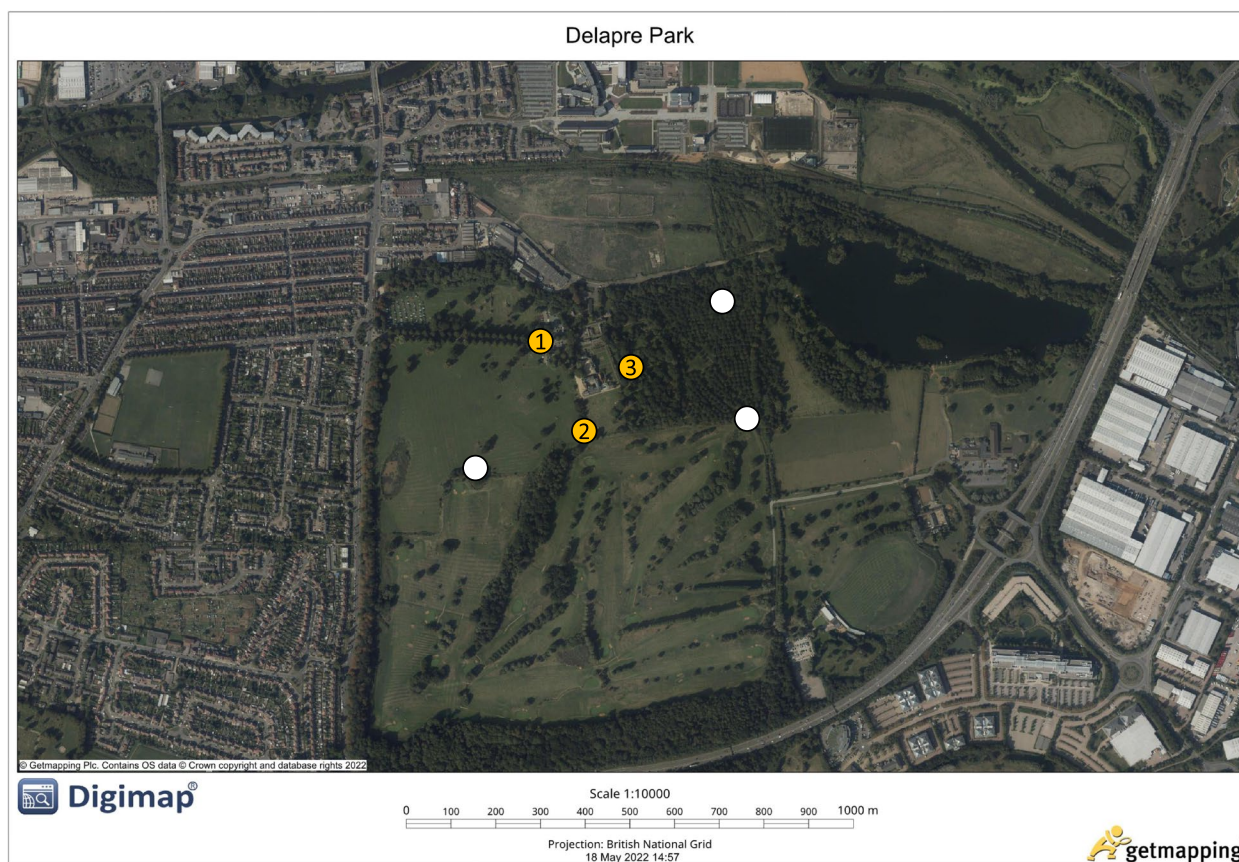 Delapre Park
1
3
2
© Getmapping Plc. Contains OS data © Crown copyright and database rights 2022
Digimap®
Scale 1:10000
0 100 200 300 400 500 600 700 800 900 1000 m
Projection: British National Grid
18 May 2022 14:57
getmapping